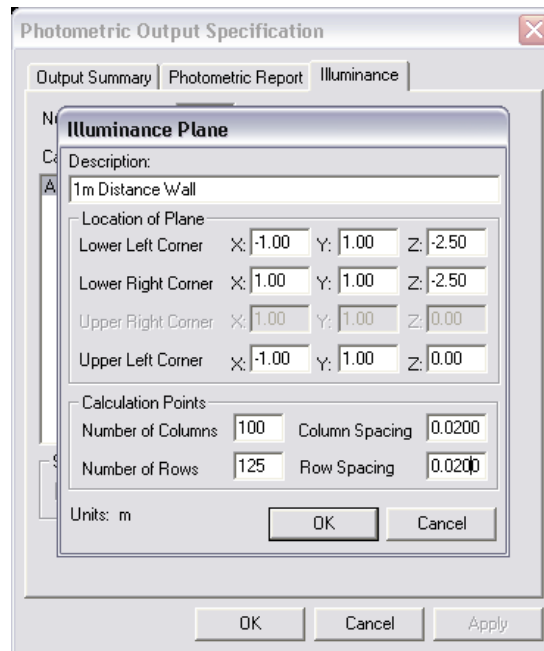 Photometric Output Specification
Output Summary Photometric Report Illuminance
Illuminance Plane
Description:
1m Distance Wall
Location of Plane
Lower Left Corner X: -1.00 Y: 1.00 Z: -2.50
Lower Right Corner X: 1.00 Y: 1.00 Z: -2.50
Upper Right Corner X: 1.00 Y: 1.00 Z: 0.00
Upper Left Corner X: -1.00 Y: 1.00 Z: 0.00
Calculation Points
Number of Columns 100 Column Spacing 0.0200
Number of Rows 125 Row Spacing 0.0200
Units: m OK Cancel
OK Cancel Apply